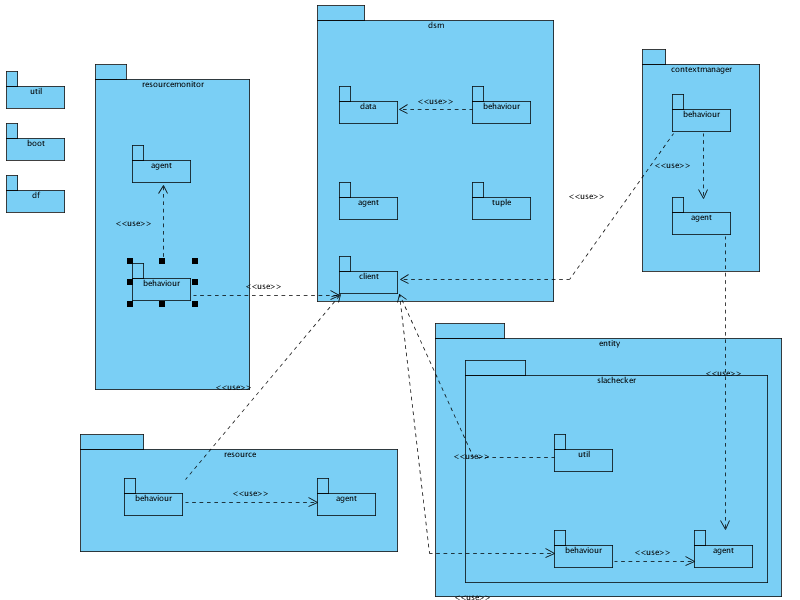 dsm
contextmanager
resourcemonitor
util
data
<<use>>
behaviour
behaviour
boot
agent
<<use>>
df
agent
tuple
<<use>>
agent
<<use>>
client
behaviour
<<use>>
entity
<<use>>
slachecker
<<use>>
resource
<<use>>
util
behaviour
<<use>>
agent
behaviour
<<use>>
agent
<<use>>